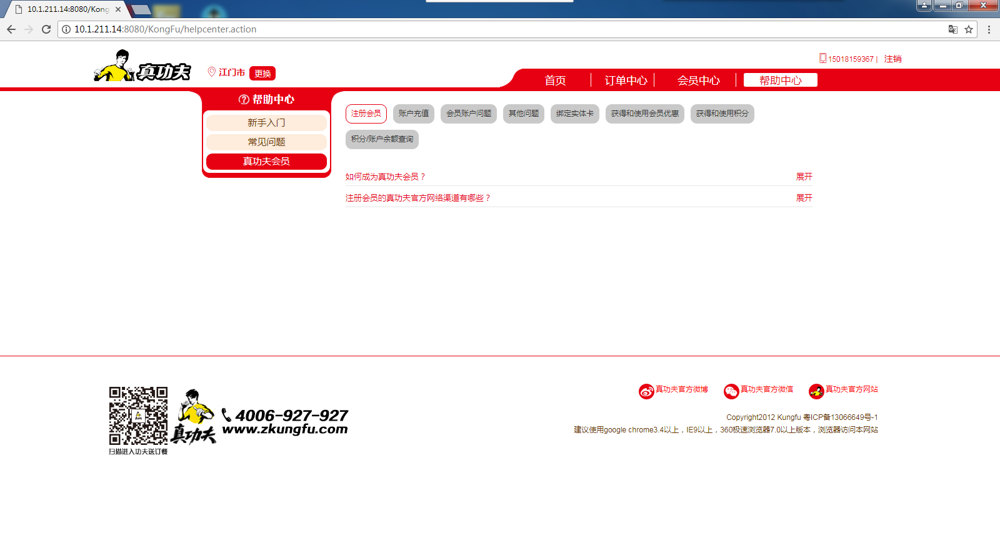 10.1.211.14:8080/Kong
10.1.211.14:8080/KongFu/helpcenter.action
15018159367 | 注销
真功夫 江门市 更换
首页 订单中心 会员中心 帮助中心
帮助中心
新手入门
常见问题
真功夫会员
注册会员 账户充值 会员账户问题 其他问题 绑定实体卡 获得和使用会员优惠 获得和使用积分
积分/账户余额查询
如何成为真功夫会员？ 展开
注册会员的真功夫官方网络渠道有哪些？ 展开
扫描进入功夫送订餐
真功夫
4006-927-927
www.zkungfu.com
真功夫官方微博 真功夫官方微信 真功夫官方网站
Copyright2012 Kungfu 粤ICP备13066649号-1
建议使用google chrome3.4以上，IE9以上，360极速浏览器7.0以上版本，浏览器访问本网站